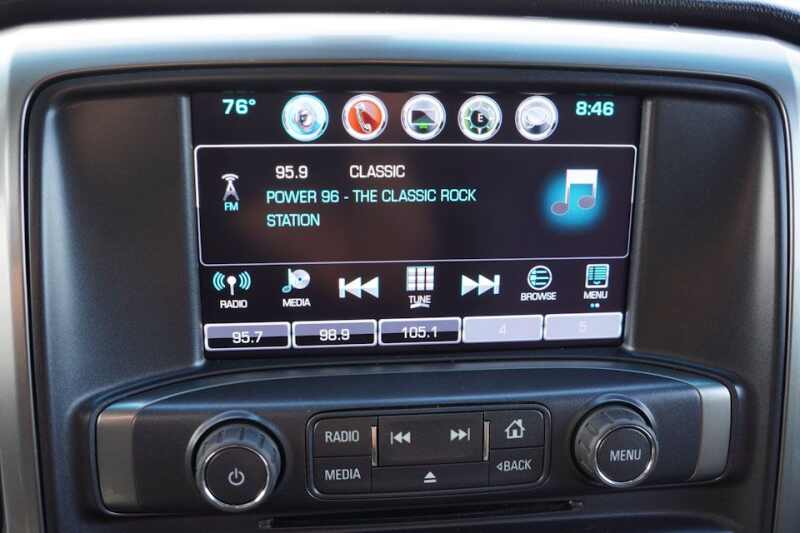 76° E 8:46
95.9 CLASSIC
FM
POWER 96 - THE CLASSIC ROCK
STATION
RADIO MEDIA TUNE BROWSE MENU
95.7 98.9 105.1 4 5
RADIO
MEDIA BACK
MENU